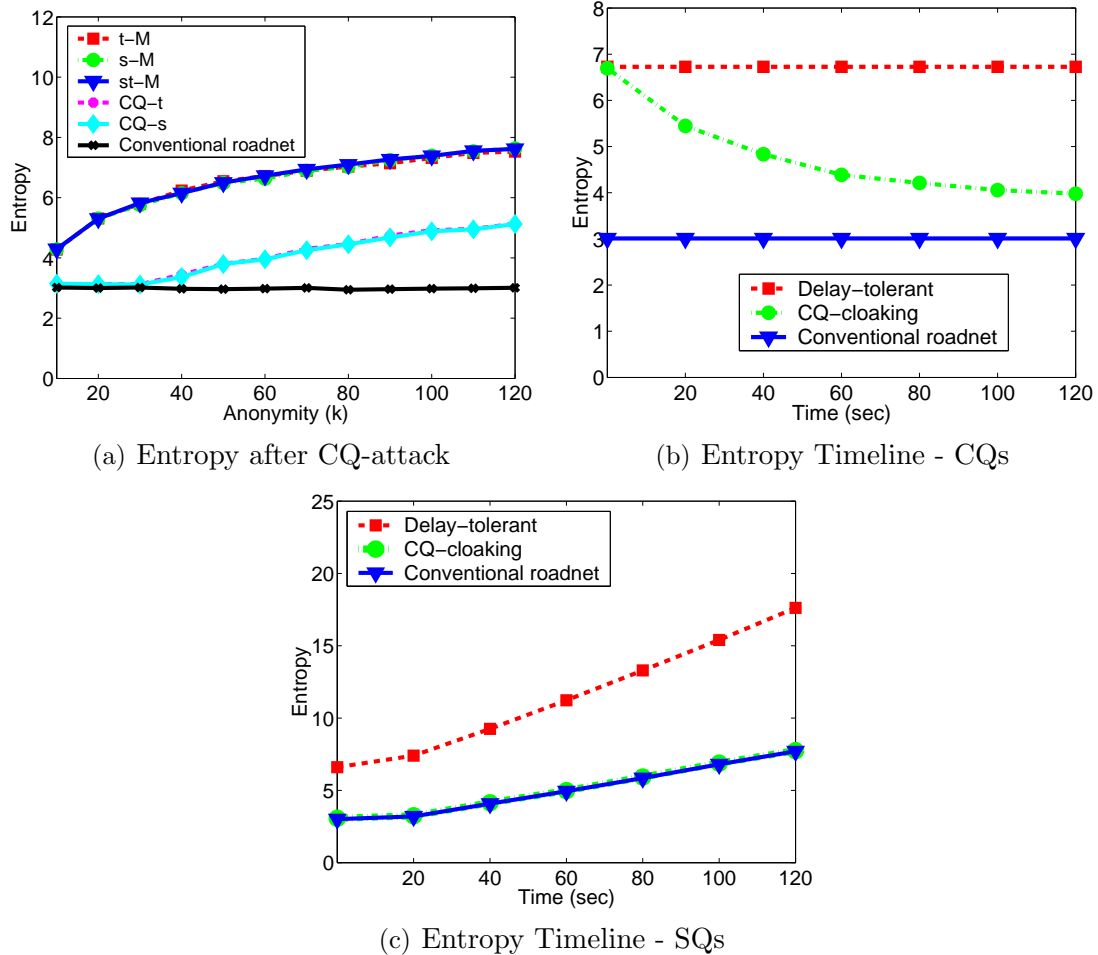 12
10
8
6
4
2
0
Entropy
t-M
s-M
st-M
CQ-t
CQ-s
Conventional roadnet
20 40 60 80 100 120
Anonymity (k)
(a) Entropy after CQ-attack
8
7
6
5
4
3
2
1
0
Entropy
Delay-tolerant
CQ-cloaking
Conventional roadnet
20 40 60 80 100 120
Time (sec)
(b) Entropy Timeline - CQs
25
20
15
10
5
0
Entropy
Delay-tolerant
CQ-cloaking
Conventional roadnet
20 40 60 80 100 120
Time (sec)
(c) Entropy Timeline - SQs